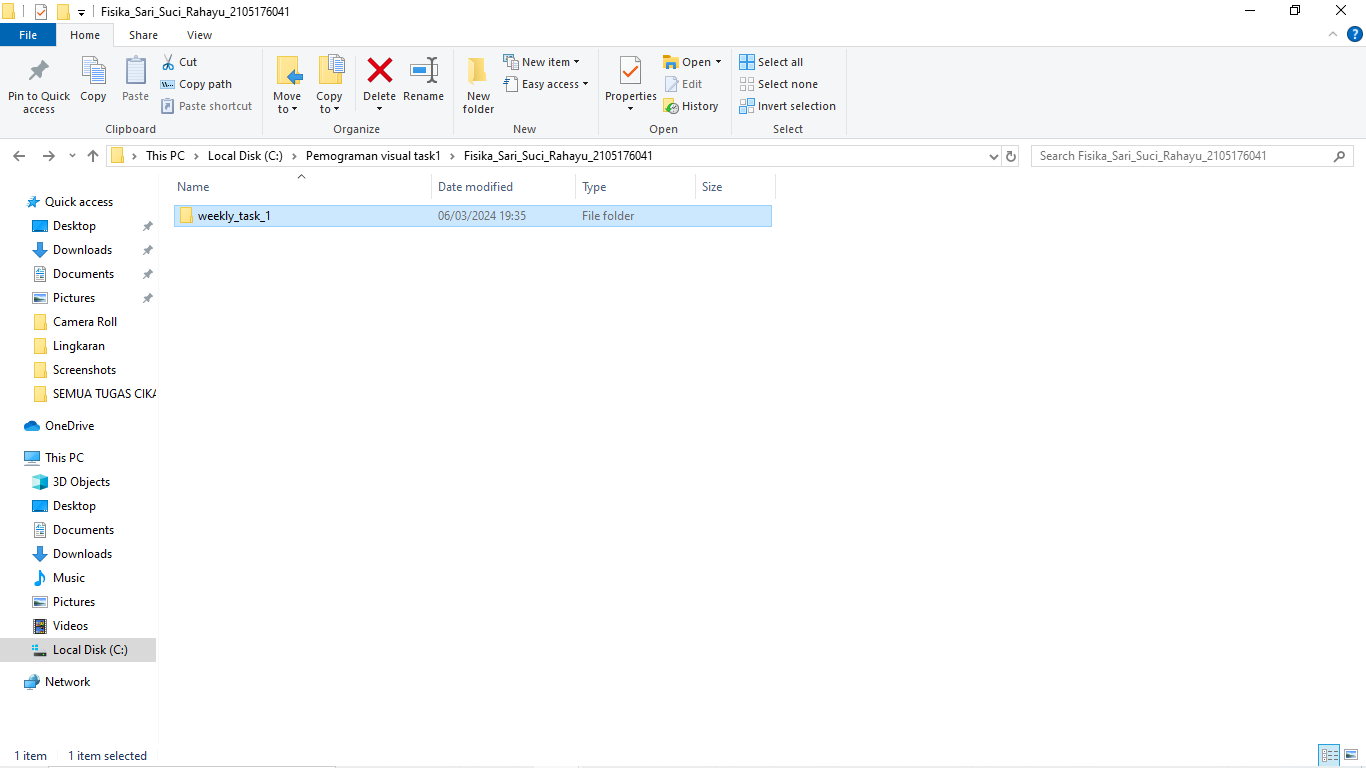 Fisika_Sari_Suci_Rahayu_2105176041
File Home Share View
Pin to Quick access
Copy
Paste
Cut
Copy path
Paste shortcut
Clipboard
Move to
Copy to
Delete
Rename
Organize
New folder
New item
Easy access
New
Properties
Open
Edit
History
Open
Select all
Select none
Invert selection
Select
This PC Local Disk (C:) Pemograman visual task1 Fisika_Sari_Suci_Rahayu_2105176041
Search Fisika_Sari_Suci_Rahayu_2105176041
Quick access
Desktop
Downloads
Documents
Pictures
Camera Roll
Lingkaran
Screenshots
SEMUA TUGAS CIKA
OneDrive
This PC
3D Objects
Desktop
Documents
Downloads
Music
Pictures
Videos
Local Disk (C:)
Network
Name Date modified Type Size
weekly_task_1 06/03/2024 19:35 File folder
1 item 1 item selected